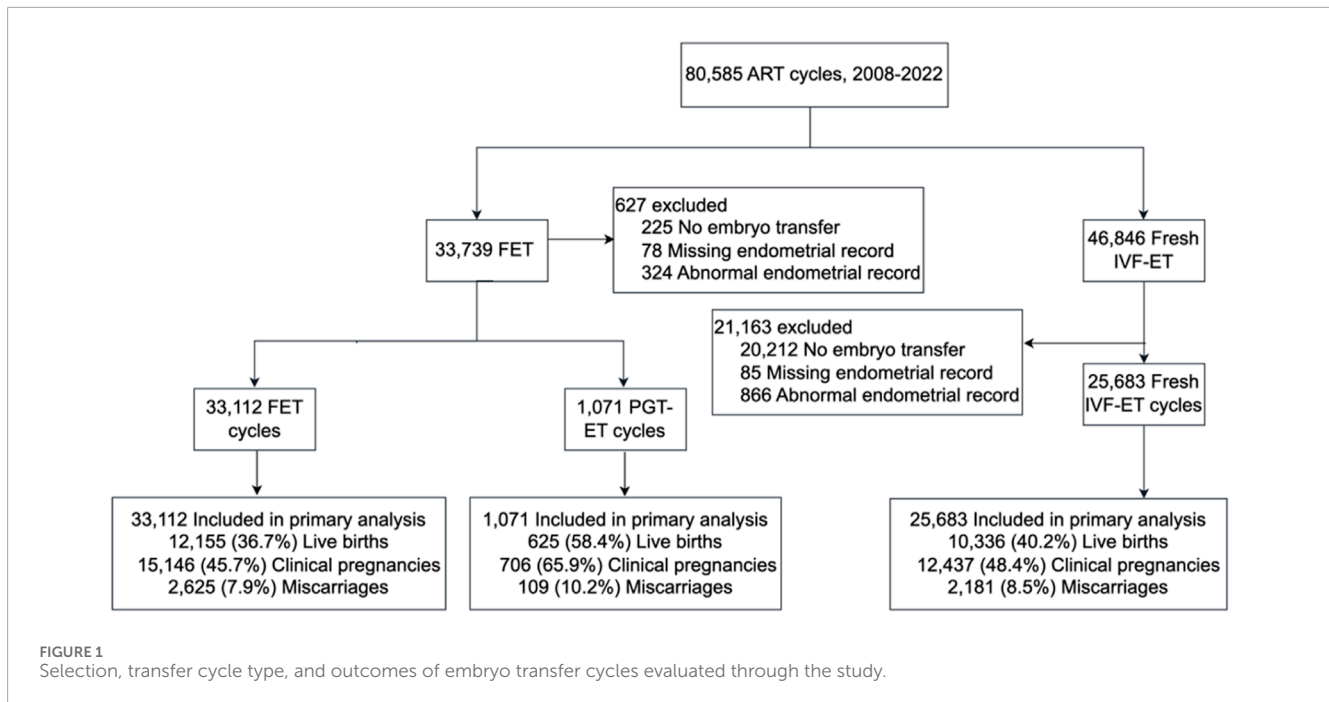 80,585 ART cycles, 2008-2022
627 excluded
225 No embryo transfer
78 Missing endometrial record
324 Abnormal endometrial record
33,739 FET
46,846 Fresh
IVF-ET
21,163 excluded
20,212 No embryo transfer
85 Missing endometrial record
866 Abnormal endometrial record
33,112 FET
cycles
1,071 PGT-
ET cycles
25,683 Fresh
IVF-ET cycles
33,112 Included in primary analysis
12,155 (36.7%) Live births
15,146 (45.7%) Clinical pregnancies
2,625 (7.9%) Miscarriages
1,071 Included in primary analysis
625 (58.4%) Live births
706 (65.9%) Clinical pregnancies
109 (10.2%) Miscarriages
25,683 Included in primary analysis
10,336 (40.2%) Live births
12,437 (48.4%) Clinical pregnancies
2,181 (8.5%) Miscarriages
FIGURE 1
Selection, transfer cycle type, and outcomes of embryo transfer cycles evaluated through the study.